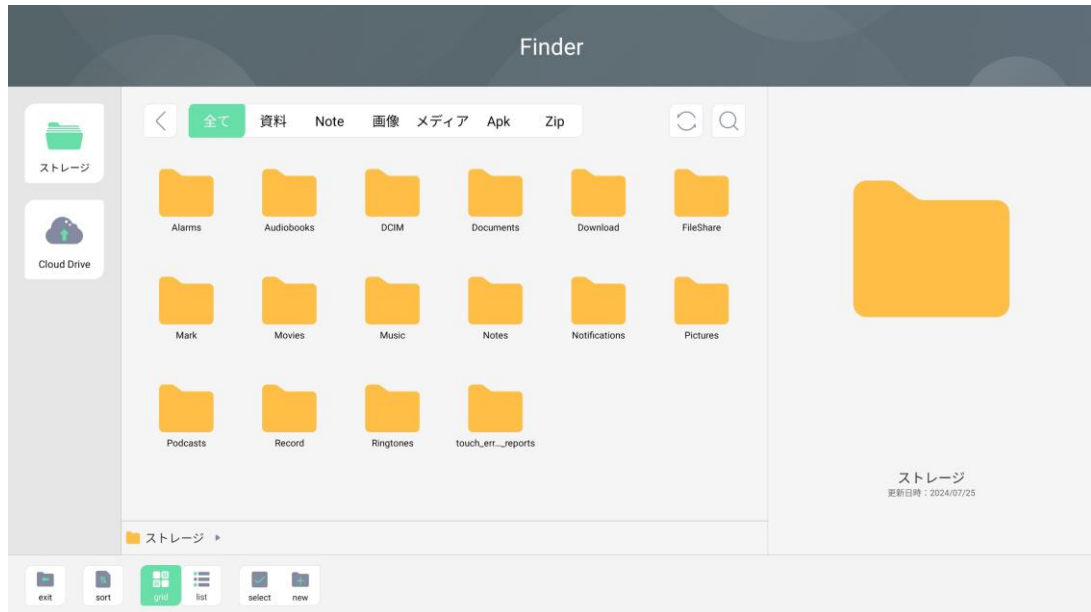 Finder
ストレージ
Cloud Drive
全て 資料 Note 画像 メディア Apk Zip
Alarms Audiobooks DCIM Documents Download FileShare
Mark Movies Music Notes Notifications Pictures
Podcasts Record Ringtones touch_err..._reports
ストレージ
更新日時：2024/07/25
ストレージ
exit sort grid list select new